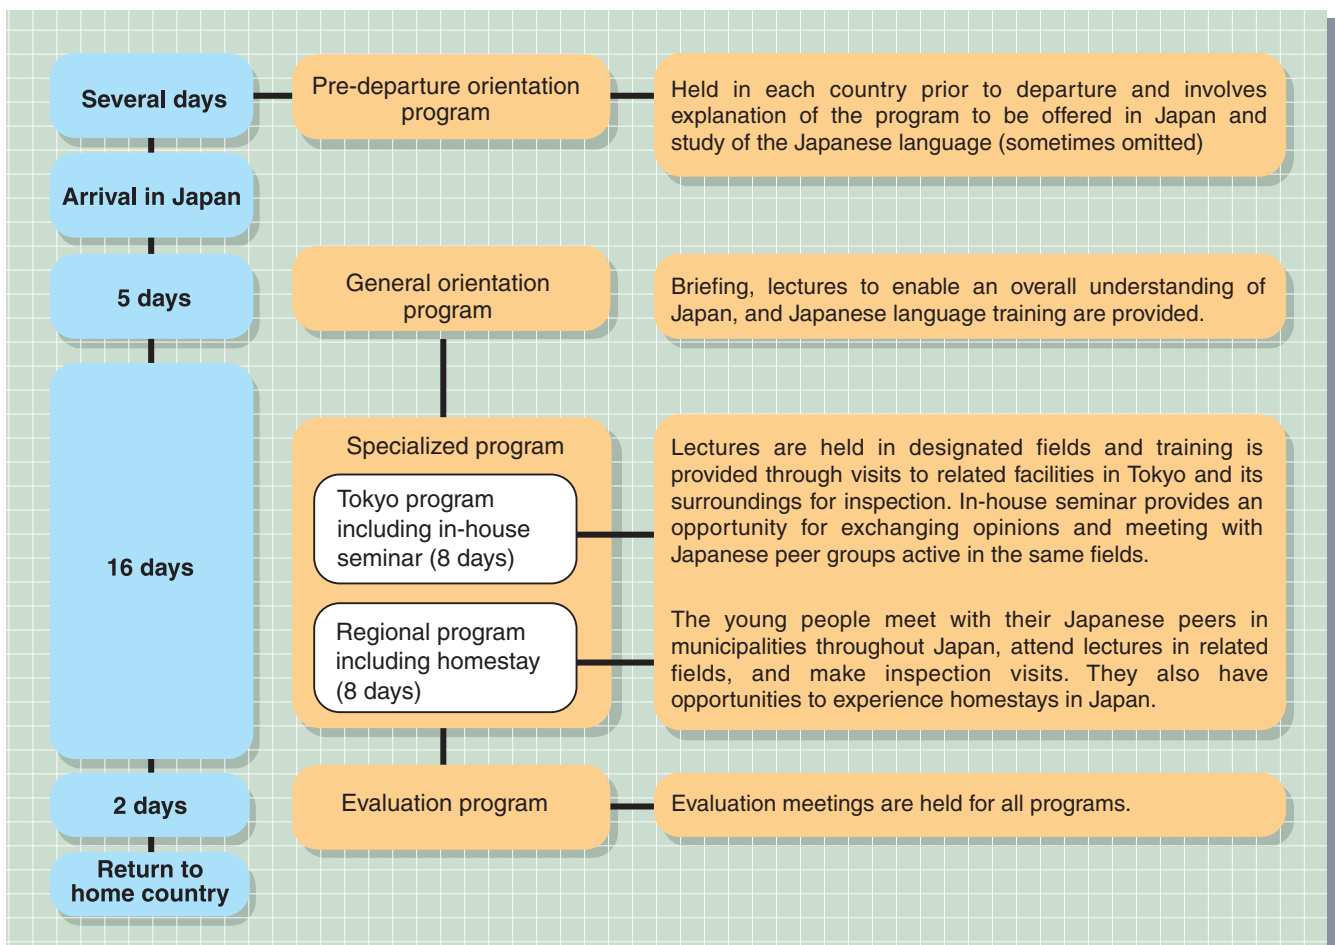 Several days
Pre-departure orientation
program
Held in each country prior to departure and involves
explanation of the program to be offered in Japan and
study of the Japanese language (sometimes omitted)
Arrival in Japan
5 days
General orientation
program
Briefing, lectures to enable an overall understanding of
Japan, and Japanese language training are provided.
16 days
Specialized program
Tokyo program
including in-house
seminar (8 days)
Lectures are held in designated fields and training is
provided through visits to related facilities in Tokyo and its
surroundings for inspection. In-house seminar provides an
opportunity for exchanging opinions and meeting with
Japanese peer groups active in the same fields.
Regional program
including homestay
(8 days)
The young people meet with their Japanese peers in
municipalities throughout Japan, attend lectures in related
fields, and make inspection visits. They also have
opportunities to experience homestays in Japan.
2 days
Evaluation program
Evaluation meetings are held for all programs.
Return to
home country